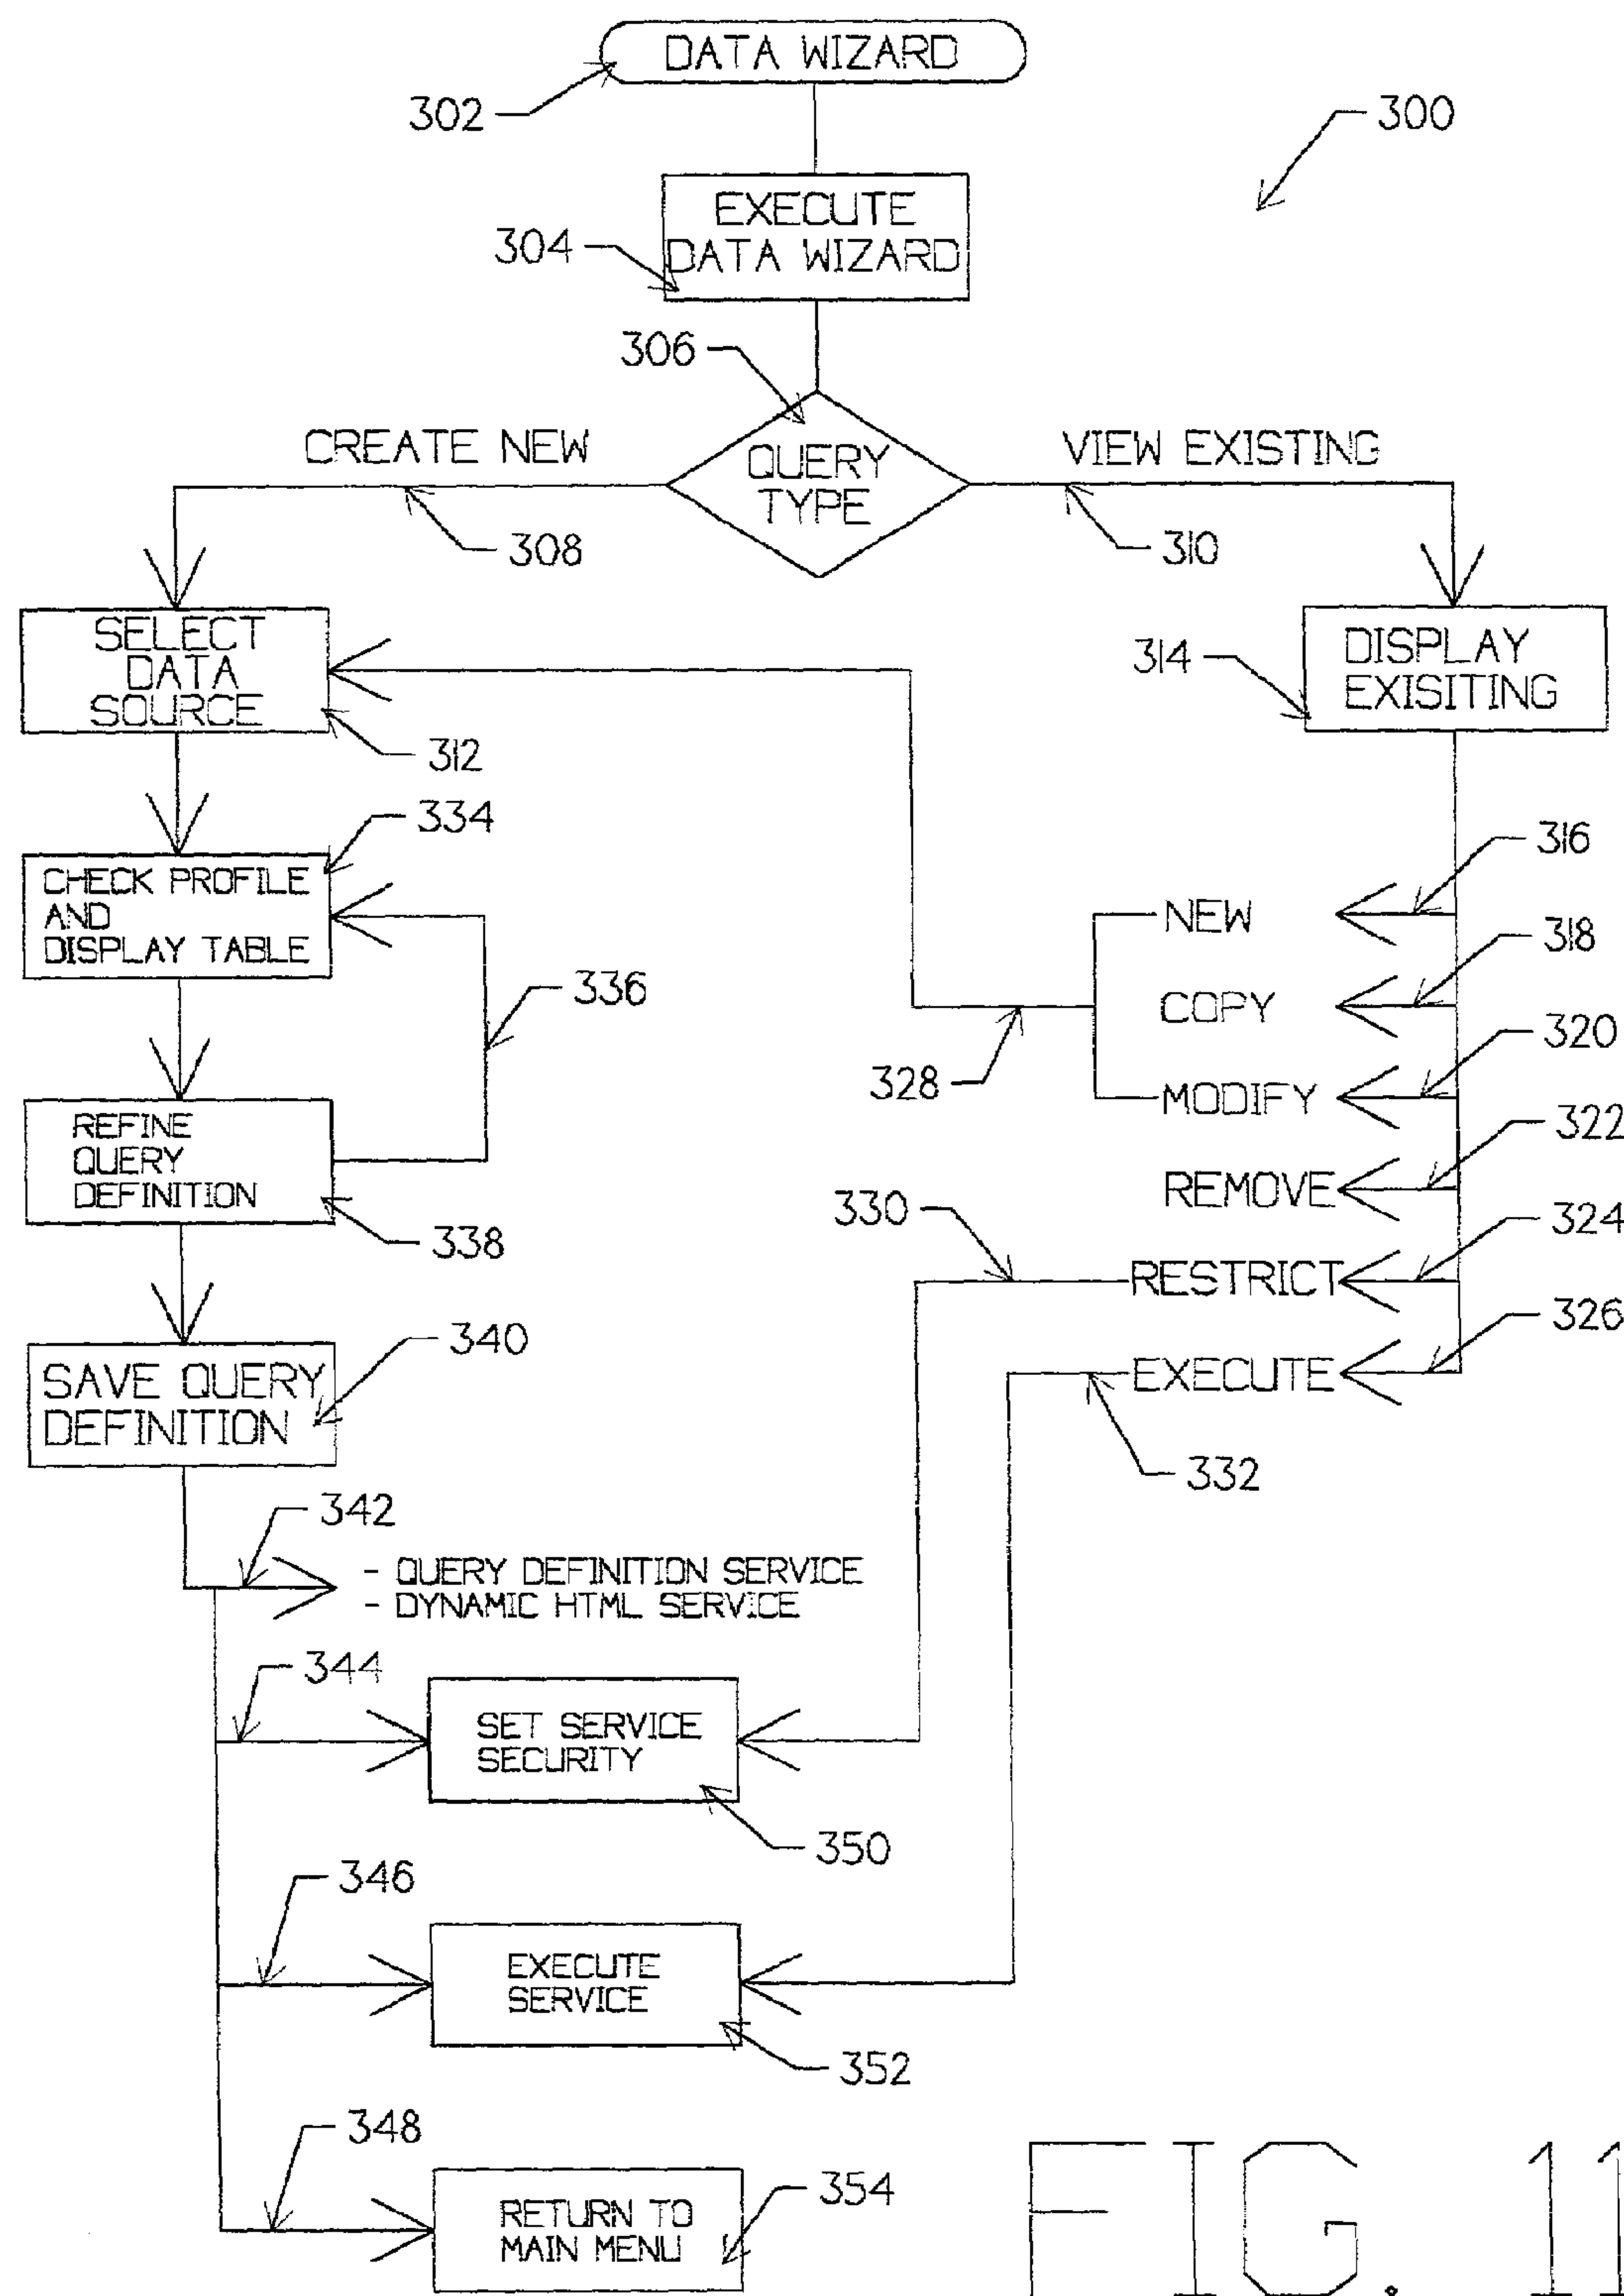 DATA WIZARD
302
300
EXECUTE
DATA WIZARD
304
306
CREATE NEW
QUERY
TYPE
VIEW EXISTING
308
310
SELECT
DATA
SOURCE
312
314
DISPLAY
EXISITING
334
CHECK PROFILE
AND
DISPLAY TABLE
316
NEW
318
COPY
336
320
MODIFY
328
322
REMOVE
REFINE
QUERY
DEFINITION
338
330
324
RESTRICT
326
EXECUTE
340
SAVE QUERY
DEFINITION
332
342
- QUERY DEFINITION SERVICE
- DYNAMIC HTML SERVICE
344
SET SERVICE
SECURITY
350
346
EXECUTE
SERVICE
352
348
RETURN TO
MAIN MENU
354
FIG. 11